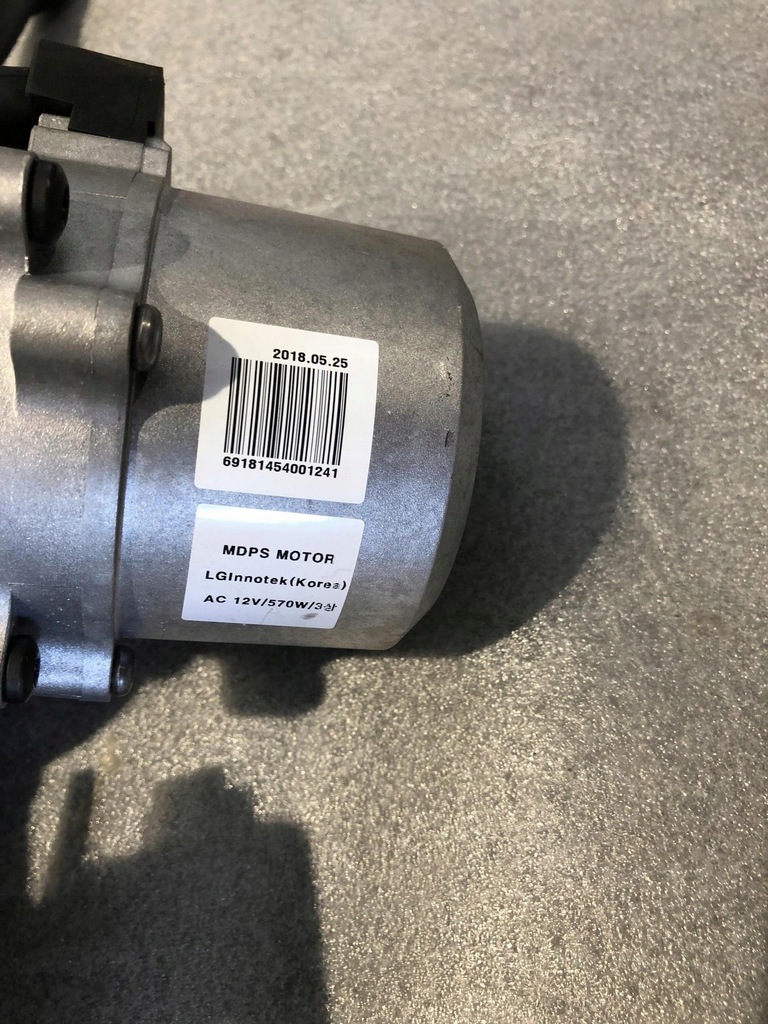 2018.05.25
69181454001241
MDPS MOTOR
LGInnotek(Korea)
AC 12V/570W/3상